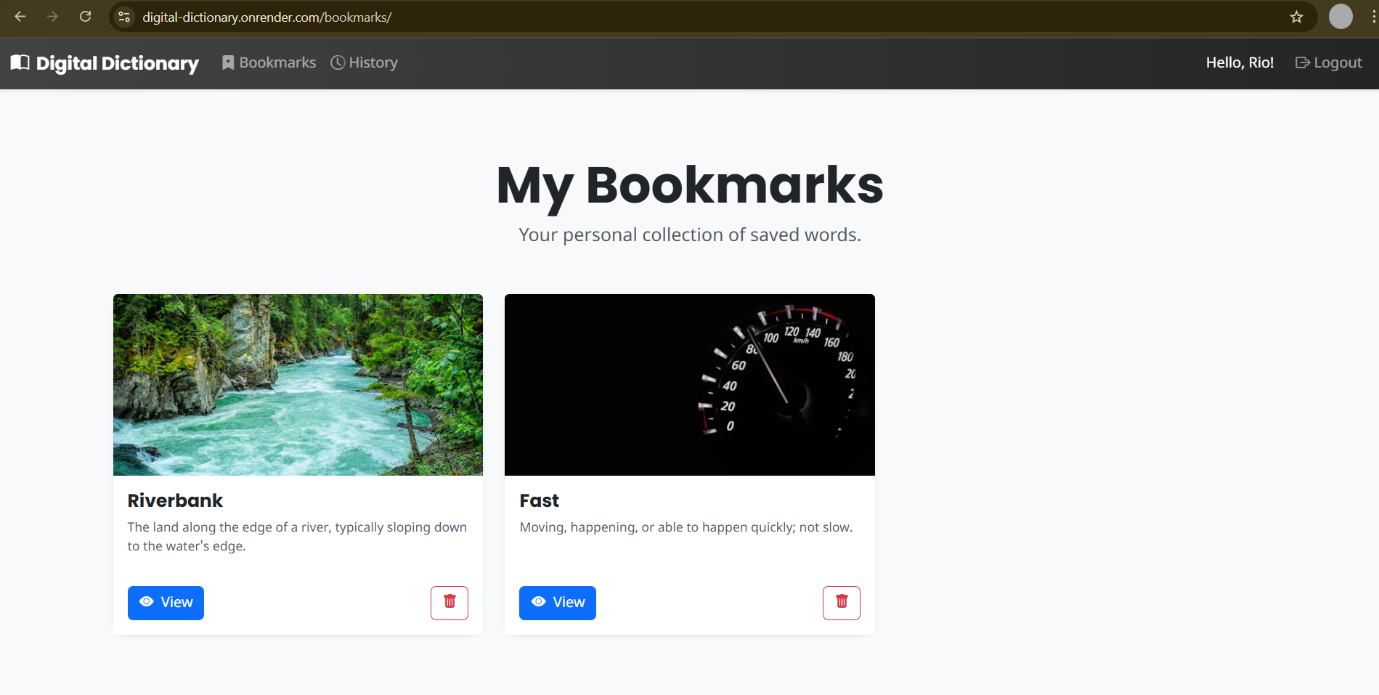 digital-dictionary.onrender.com/bookmarks/
Digital Dictionary Bookmarks History Hello, Rio! Logout
My Bookmarks
Your personal collection of saved words.
0 20 40 60 80 100 120 140 160 180
km/h
Riverbank
The land along the edge of a river, typically sloping down
to the water's edge.
View
Fast
Moving, happening, or able to happen quickly; not slow.
View